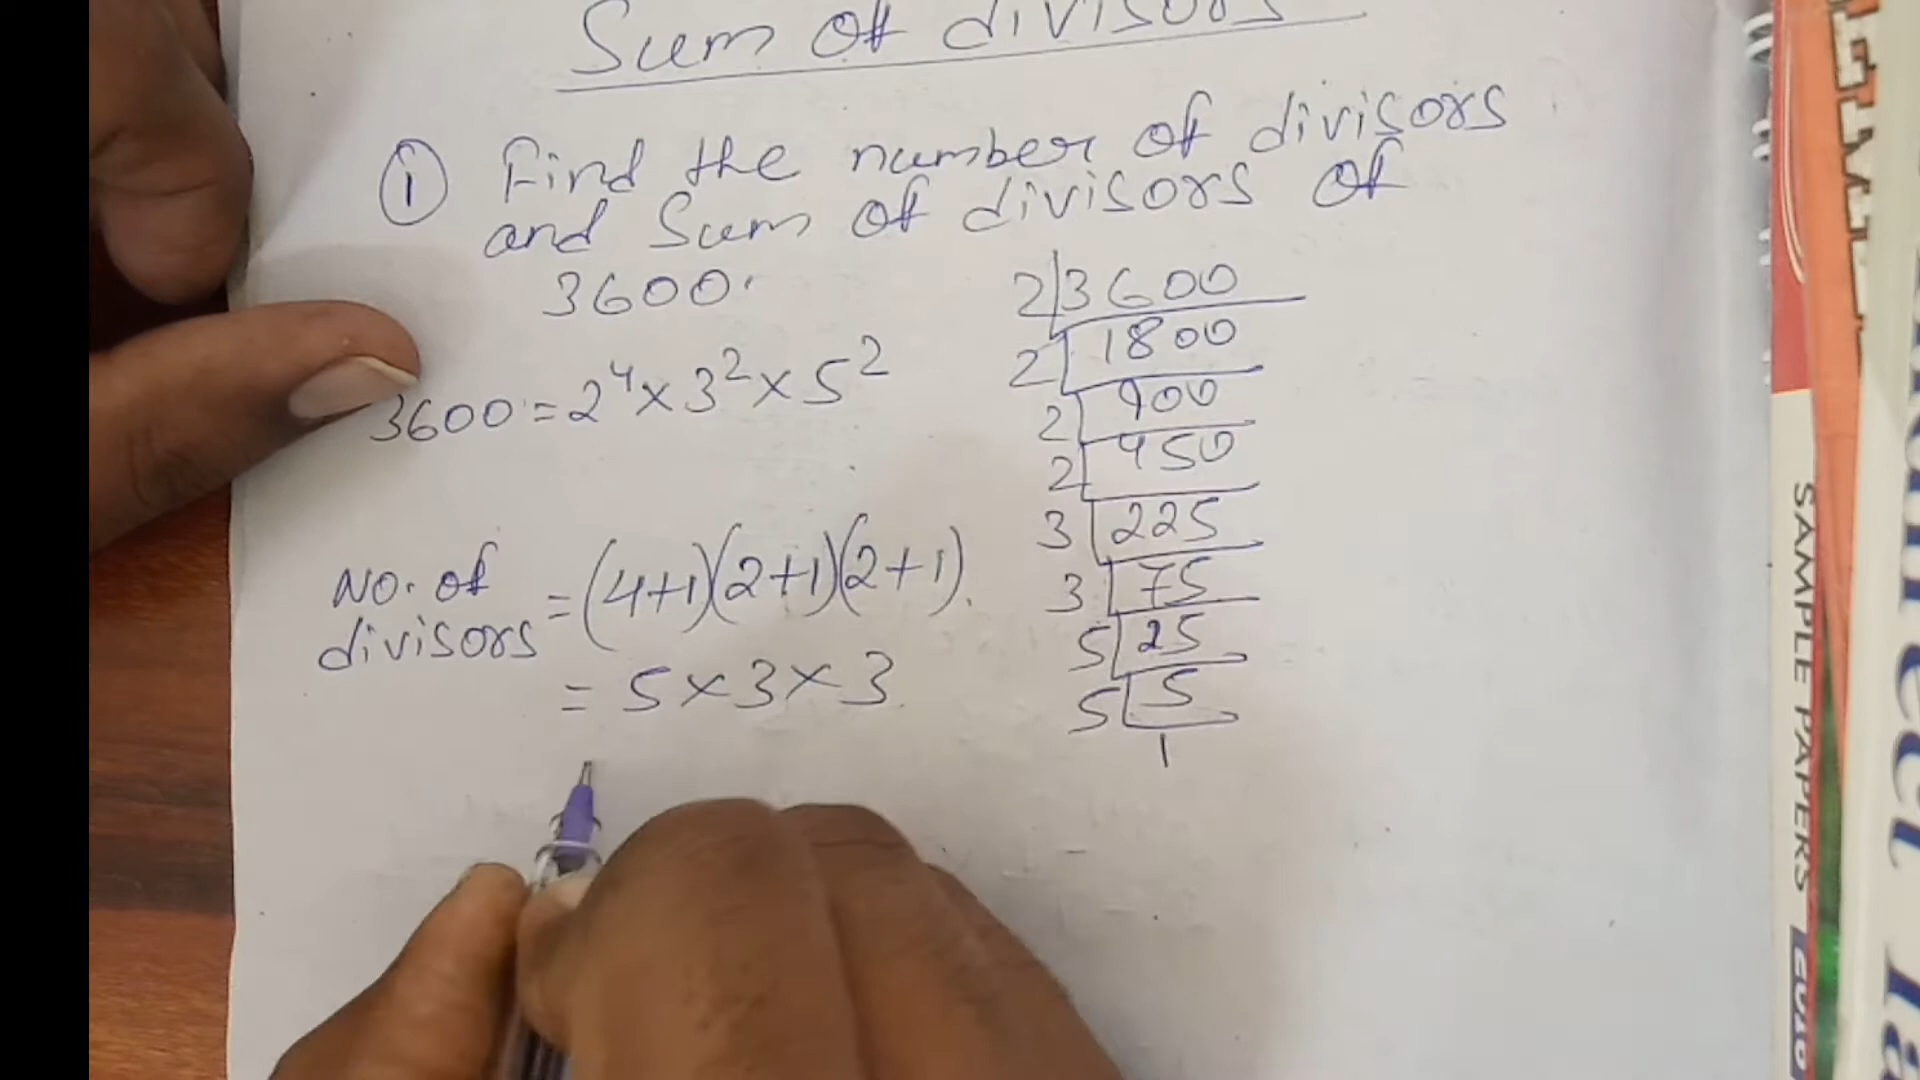 Sum of divisors
① Find the number of divisors
and Sum of divisors of
3600.
3600 = 2⁴ × 3² × 5²
No. of
divisors = (4+1)(2+1)(2+1).
= 5 × 3 × 3
2 | 3600
2 | 1800
2 | 900
2 | 450
3 | 225
3 | 75
5 | 25
5 | 5
1
SAMPLE PAPERS